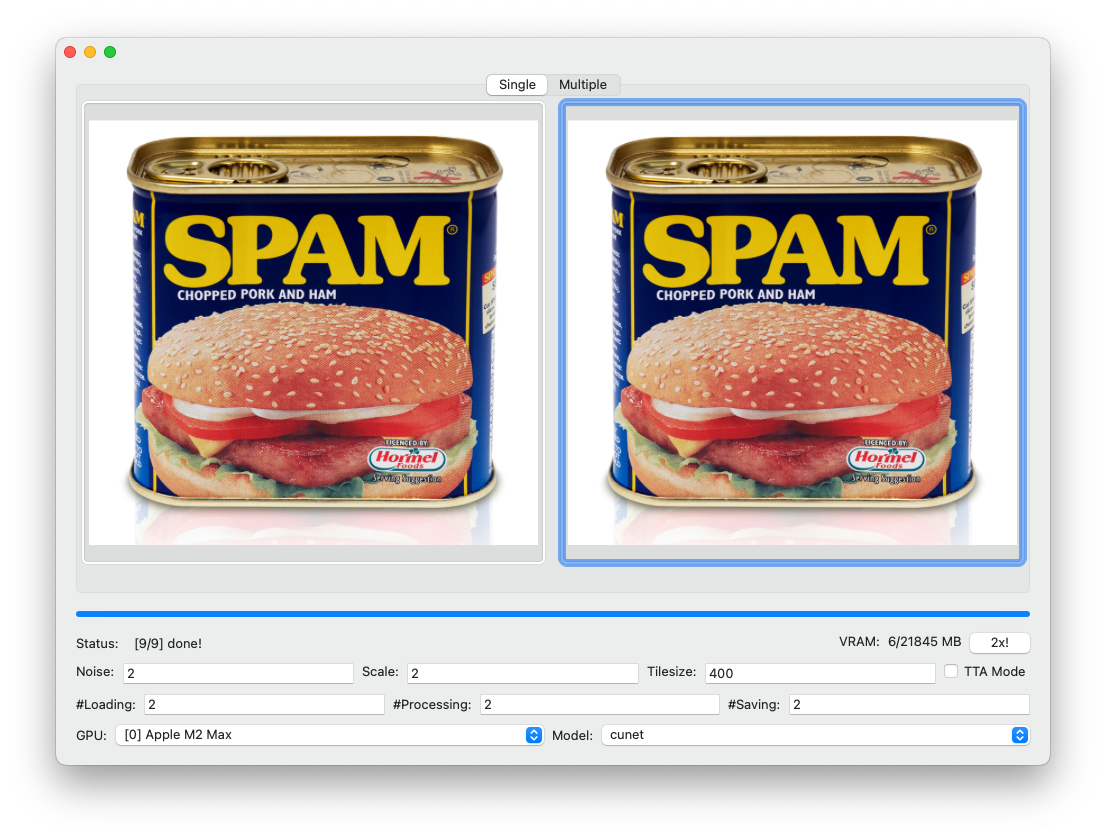 Single Multiple
SPAM®
CHOPPED PORK AND HAM
LICENCED BY:
Hormel
Foods
Serving Suggestion
SPAM®
CHOPPED PORK AND HAM
LICENCED BY:
Hormel
Foods
Serving Suggestion
Status: [9/9] done! VRAM: 6/21845 MB 2x!
Noise: 2 Scale: 2 Tilesize: 400 TTA Mode
#Loading: 2 #Processing: 2 #Saving: 2
GPU: [0] Apple M2 Max Model: cunet